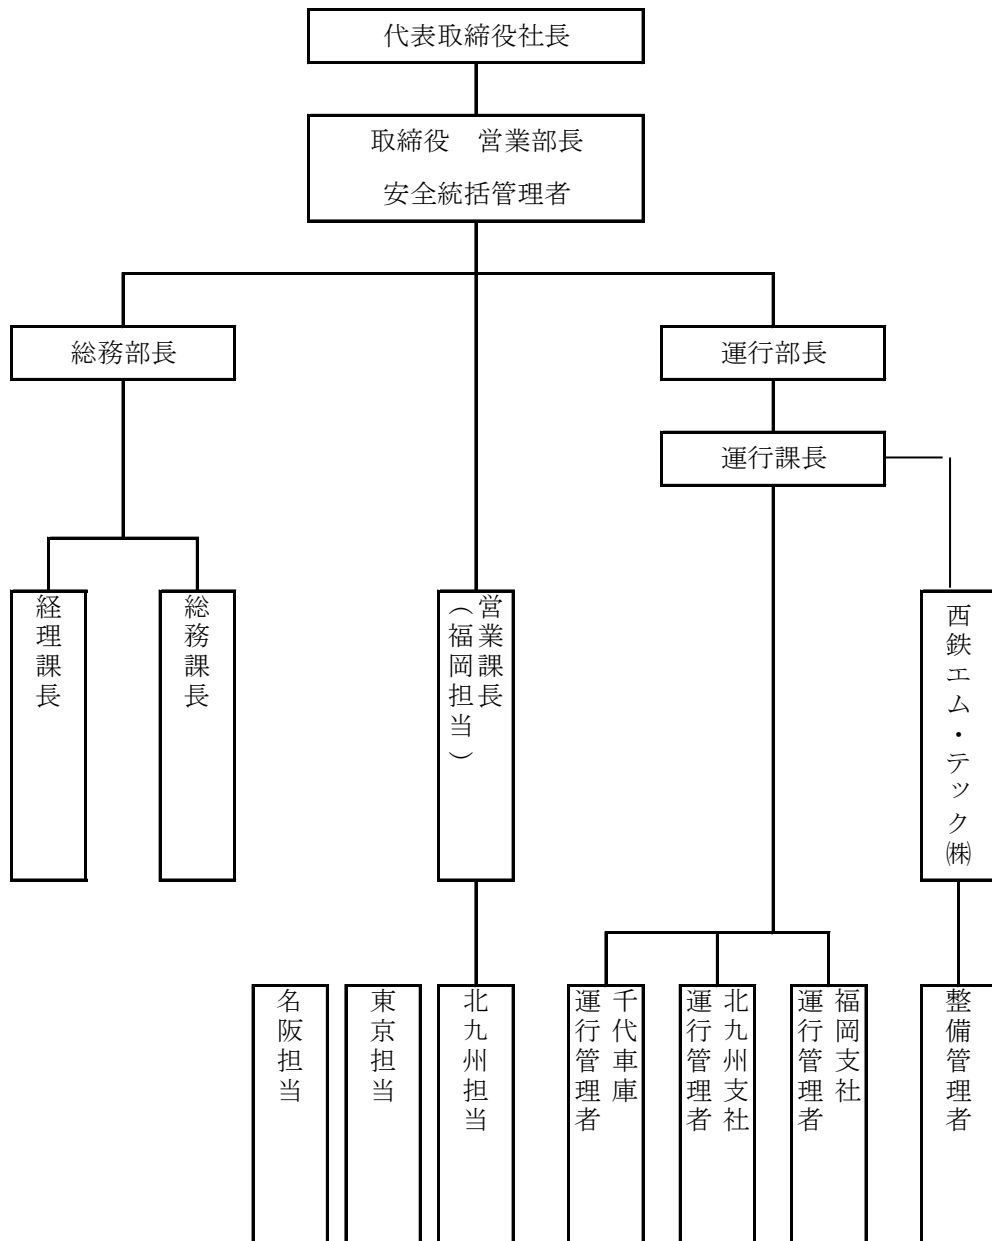 代表取締役社長
取締役　営業部長
安全統括管理者
総務部長
運行部長
運行課長
経理課長
総務課長
営業課長
（福岡担当）
西鉄エム・テック㈱
名阪担当
東京担当
北九州担当
千代車庫
運行管理者
北九州支社
運行管理者
福岡支社
運行管理者
整備管理者